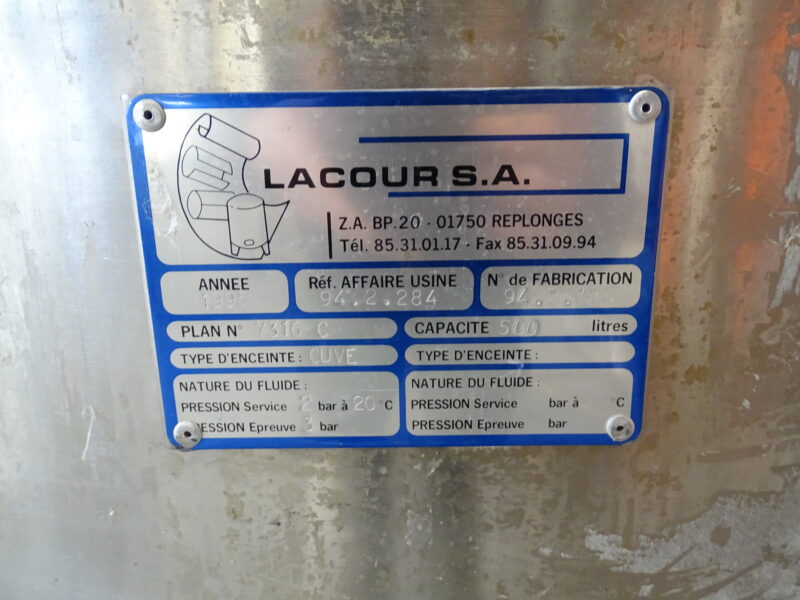 LACOUR S.A.
Z.A. BP.20 - 01750 REPLONGES
Tél. 85.31.01.17 - Fax 85.31.09.94
ANNEE
Réf. AFFAIRE USINE
94.2.284
N° de FABRICATION
PLAN N° 7316 C
CAPACITE 500 litres
TYPE D'ENCEINTE : CUVE
TYPE D'ENCEINTE :
NATURE DU FLUIDE :
PRESSION Service 2 bar à 20 °C
PRESSION Epreuve 3 bar
NATURE DU FLUIDE :
PRESSION Service bar à °C
PRESSION Epreuve bar